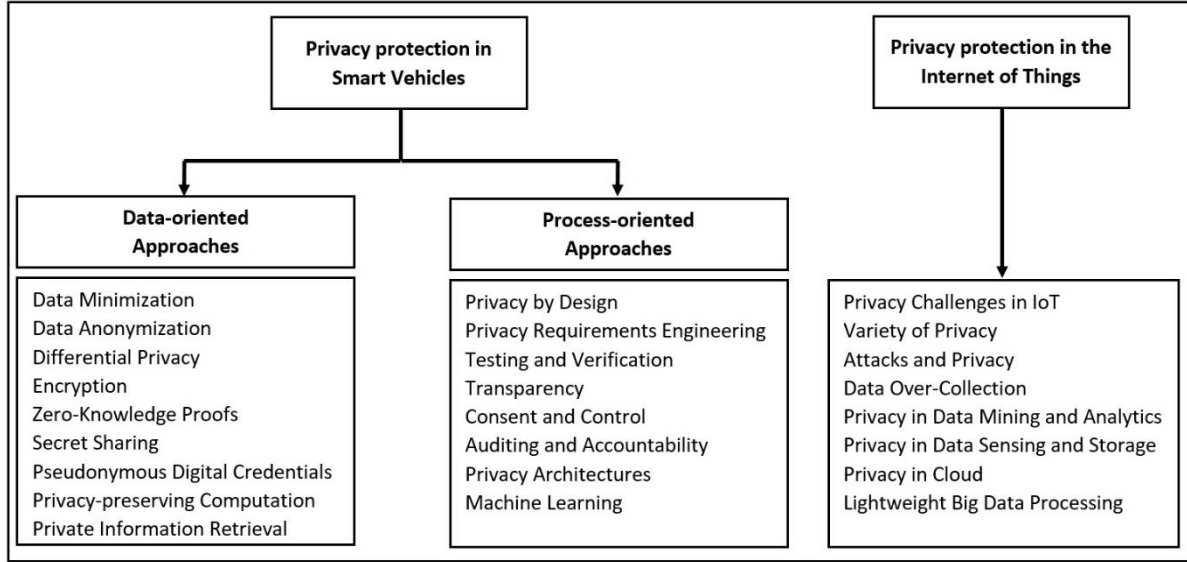 Privacy protection in
Smart Vehicles
Privacy protection in the
Internet of Things
Data-oriented
Approaches
Process-oriented
Approaches
Data Minimization
Data Anonymization
Differential Privacy
Encryption
Zero-Knowledge Proofs
Secret Sharing
Pseudonymous Digital Credentials
Privacy-preserving Computation
Private Information Retrieval
Privacy by Design
Privacy Requirements Engineering
Testing and Verification
Transparency
Consent and Control
Auditing and Accountability
Privacy Architectures
Machine Learning
Privacy Challenges in IoT
Variety of Privacy
Attacks and Privacy
Data Over-Collection
Privacy in Data Mining and Analytics
Privacy in Data Sensing and Storage
Privacy in Cloud
Lightweight Big Data Processing